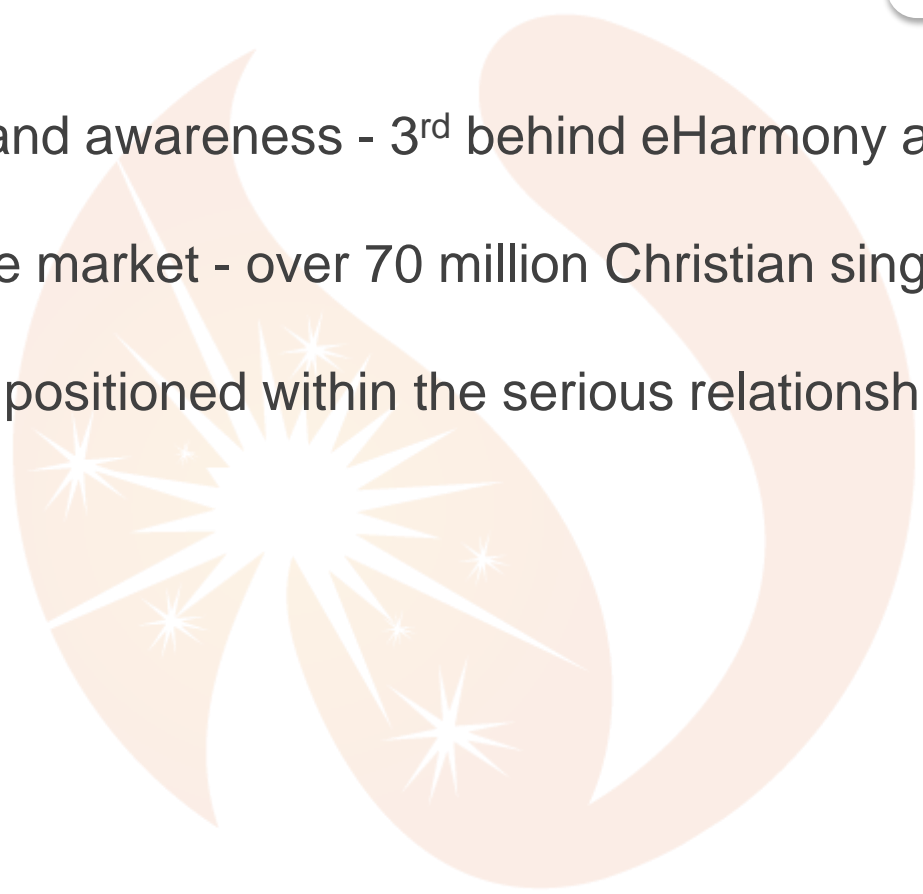 and awareness - 3rd behind eHarmony a
e market - over 70 million Christian sing
positioned within the serious relationsh